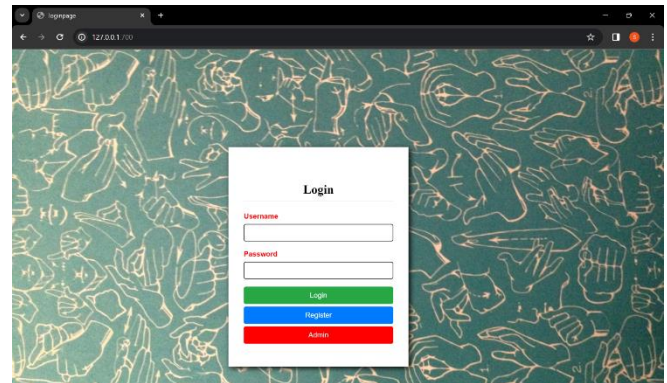 loginpage
127.0.0.1:700
Login
Username
Password
Login
Register
Admin